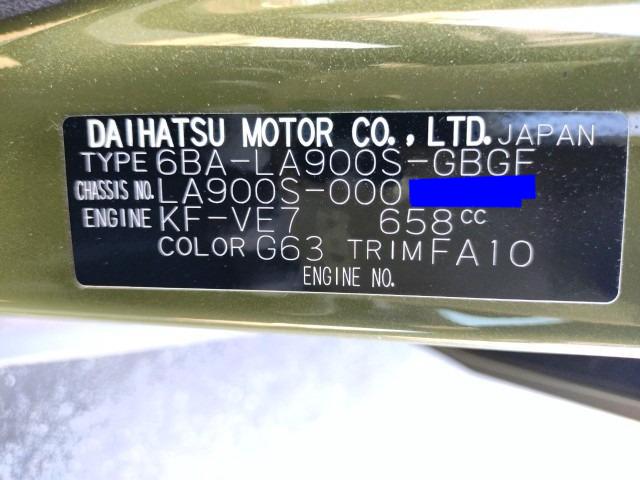 DAIHATSU MOTOR CO., LTD. JAPAN
TYPE 6BA-LA900S-GBGF
CHASSIS NO. LA900S-000
ENGINE KF-VE7 658cc
COLOR G63 TRIM FA10
ENGINE NO.